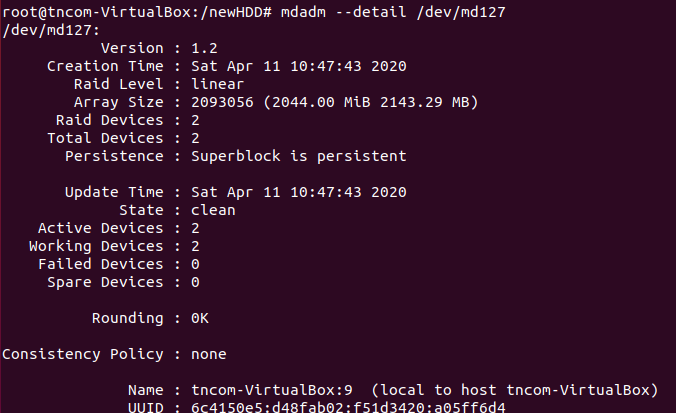 root@tncom-VirtualBox:/newHDD# mdadm --detail /dev/md127
/dev/md127:
Version : 1.2
Creation Time : Sat Apr 11 10:47:43 2020
Raid Level : linear
Array Size : 2093056 (2044.00 MiB 2143.29 MB)
Raid Devices : 2
Total Devices : 2
Persistence : Superblock is persistent
Update Time : Sat Apr 11 10:47:43 2020
State : clean
Active Devices : 2
Working Devices : 2
Failed Devices : 0
Spare Devices : 0
Rounding : 0K
Consistency Policy : none
Name : tncom-VirtualBox:9  (local to host tncom-VirtualBox)
UUID : 6c4150e5:d48fab02:f51d3420:a05ff6d4